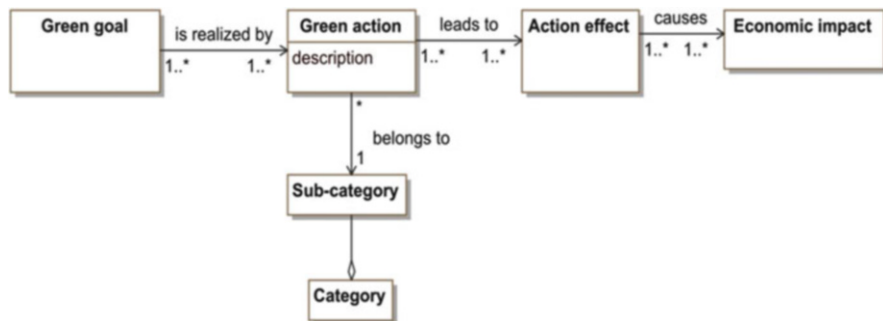 Green goal
is realized by
1..*
1..*
Green action
description
leads to
1..*
1..*
Action effect
causes
1..*
1..*
Economic impact
*
belongs to
1
Sub-category
Category